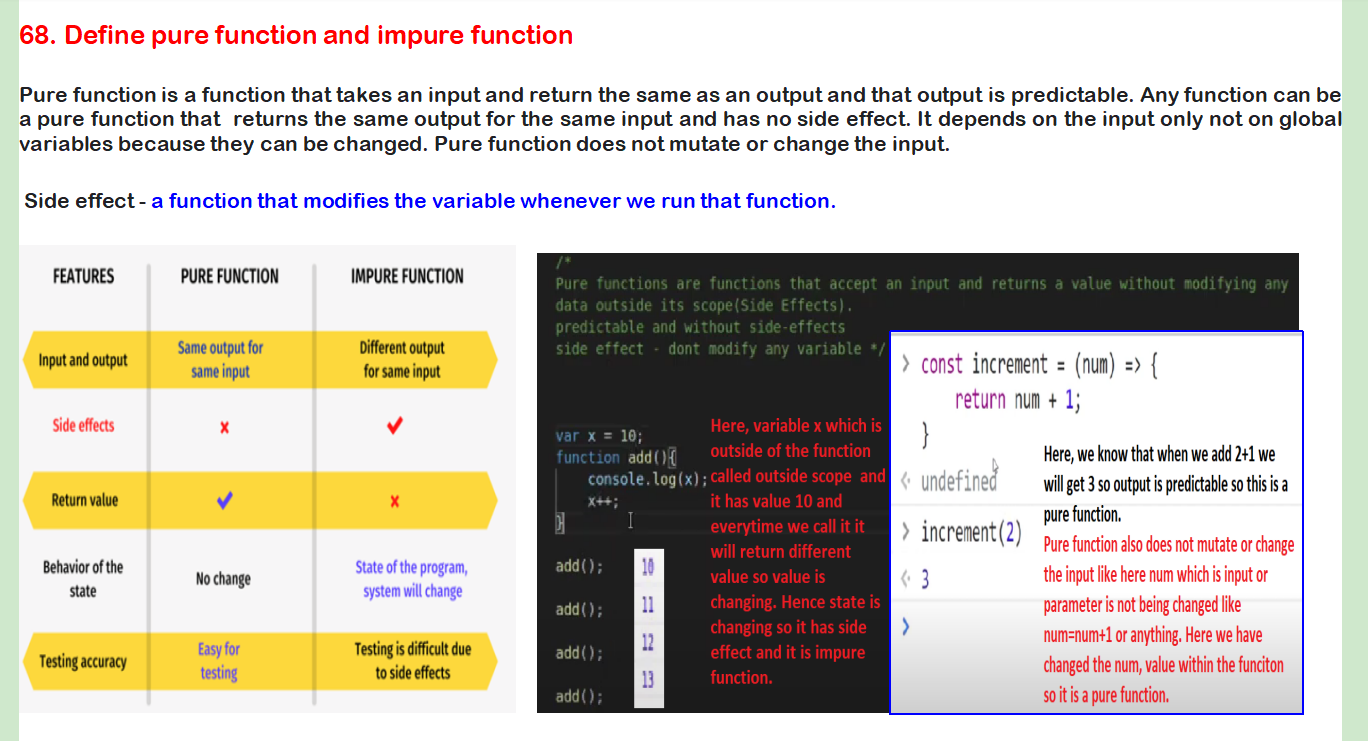 68. Define pure function and impure function
Pure function is a function that takes an input and return the same as an output and that output is predictable. Any function can be
a pure function that returns the same output for the same input and has no side effect. It depends on the input only not on global
variables because they can be changed. Pure function does not mutate or change the input.
Side effect - a function that modifies the variable whenever we run that function.
FEATURES PURE FUNCTION IMPURE FUNCTION
Input and output
Same output for
same input
Different output
for same input
Side effects
×
✔
Return value
✔
×
Behavior of the
state
No change
State of the program,
system will change
Testing accuracy
Easy for
testing
Testing is difficult due
to side effects
/*
Pure functions are functions that accept an input and returns a value without modifying any
data outside its scope(Side Effects).
predictable and without side-effects
side effect - dont modify any variable */
var x = 10;
function add(){
console.log(x);
x++;
}
add();
add();
add();
add();
10
11
12
13
Here, variable x which is
outside of the function
called outside scope and
it has value 10 and
everytime we call it it
will return different
value so value is
changing. Hence state is
changing so it has side
effect and it is impure
function.
> const increment = (num) => {
return num + 1;
}
< undefined
> increment(2)
< 3
>
Here, we know that when we add 2+1 we
will get 3 so output is predictable so this is a
pure function.
Pure function also does not mutate or change
the input like here num which is input or
parameter is not being changed like
num=num+1 or anything. Here we have
changed the num, value within the funciton
so it is a pure function.